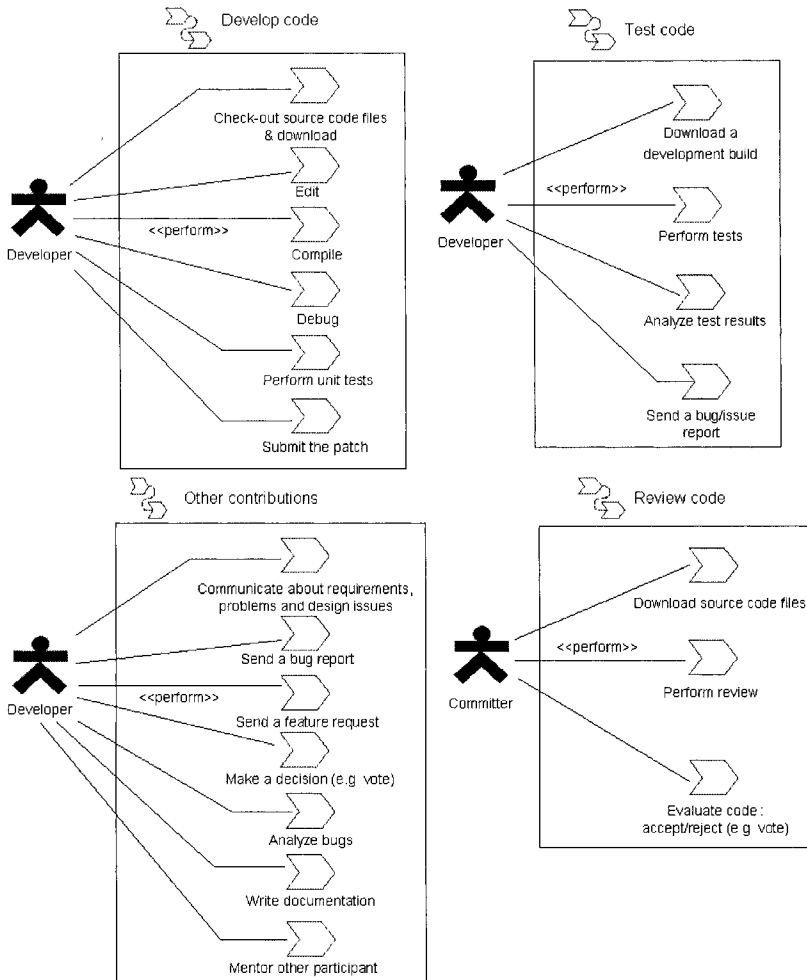 Develop code
Check-out source code files
& download
Edit
<<perform>>
Compile
Developer
Debug
Perform unit tests
Submit the patch
Test code
Download a
development build
<<perform>>
Perform tests
Developer
Analyze test results
Send a bug/issue
report
Other contributions
Communicate about requirements,
problems and design issues
Send a bug report
<<perform>>
Developer
Send a feature request
Make a decision (e.g vote)
Analyze bugs
Write documentation
Mentor other participant
Review code
Download source code files
<<perform>>
Perform review
Committer
Evaluate code :
accept/reject (e.g vote)